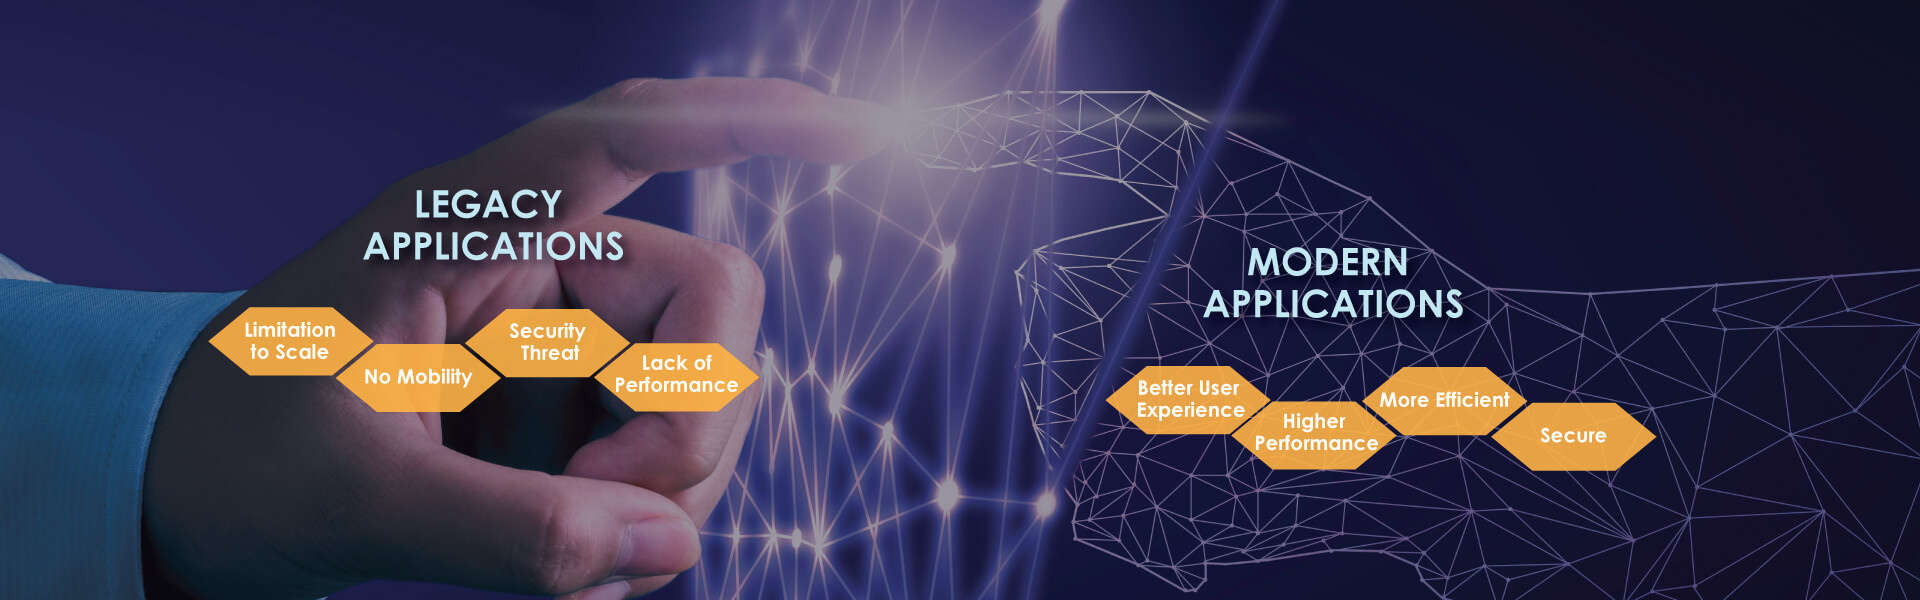 LEGACY
APPLICATIONS
Limitation
to Scale
No Mobility
Security
Threat
Lack of
Performance
MODERN
APPLICATIONS
Better User
Experience
Higher
Performance
More Efficient
Secure